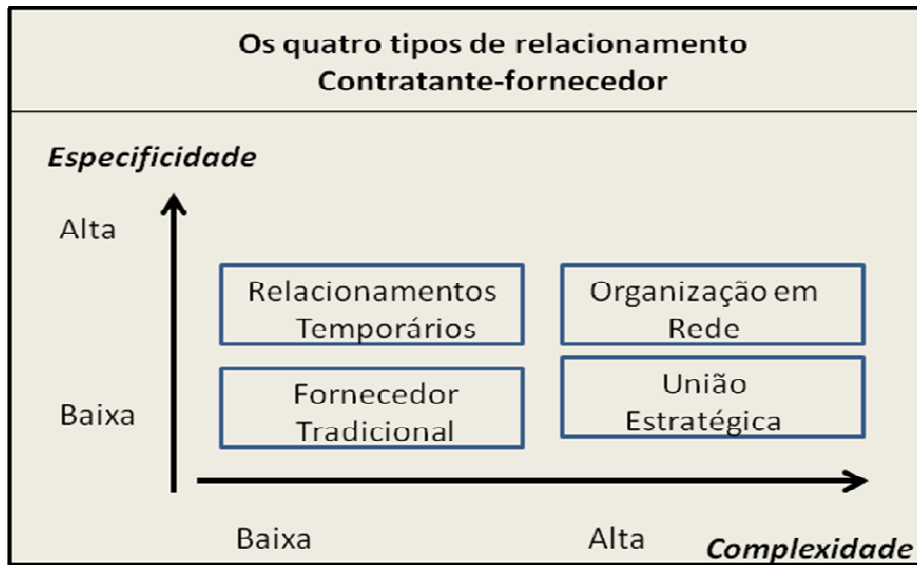 Os quatro tipos de relacionamento
Contratante-fornecedor
Especificidade
Alta
Relacionamentos
Temporários
Organização em
Rede
Baixa
Fornecedor
Tradicional
União
Estratégica
Baixa
Alta
Complexidade